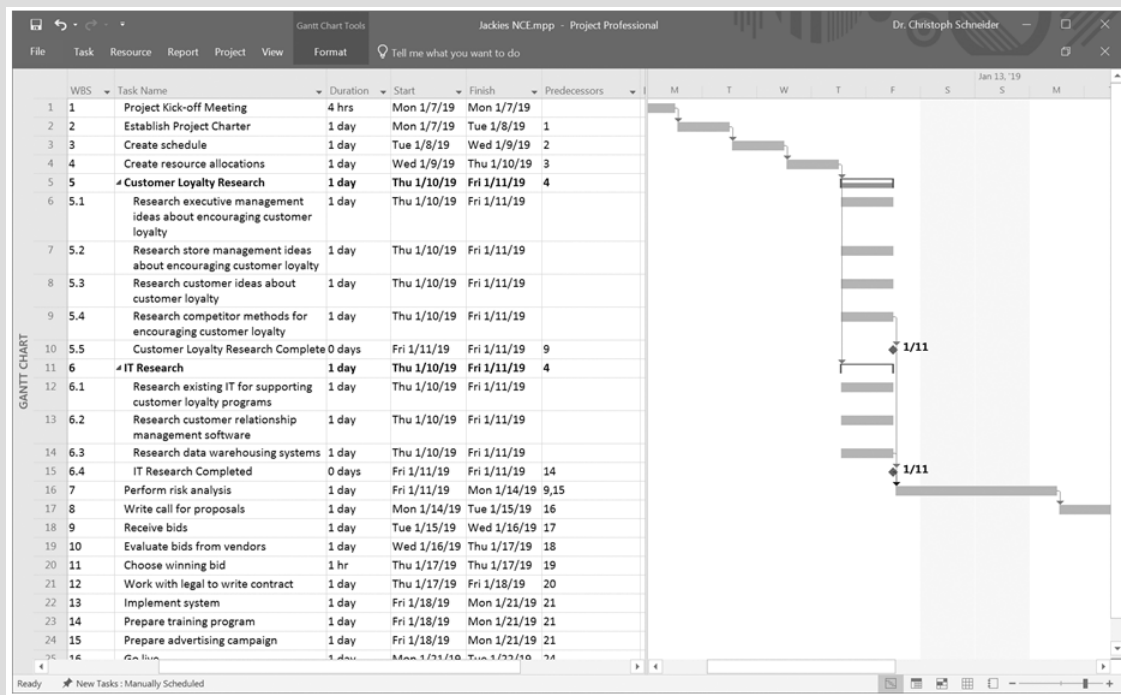 Gantt Chart Tools
Jackies NCE.mpp - Project Professional
Dr. Christoph Schneider
File Task Resource Report Project View Format Tell me what you want to do
Jan 13, '19
WBS Task Name Duration Start Finish Predecessors M T W T F S S M
1 1 Project Kick-off Meeting 4 hrs Mon 1/7/19 Mon 1/7/19
2 2 Establish Project Charter 1 day Mon 1/7/19 Tue 1/8/19 1
3 3 Create schedule 1 day Tue 1/8/19 Wed 1/9/19 2
4 4 Create resource allocations 1 day Wed 1/9/19 Thu 1/10/19 3
5 5 Customer Loyalty Research 1 day Thu 1/10/19 Fri 1/11/19 4
6 5.1 Research executive management 1 day Thu 1/10/19 Fri 1/11/19
ideas about encouraging customer
loyalty
7 5.2 Research store management ideas 1 day Thu 1/10/19 Fri 1/11/19
about encouraging customer loyalty
8 5.3 Research customer ideas about 1 day Thu 1/10/19 Fri 1/11/19
customer loyalty
9 5.4 Research competitor methods for 1 day Thu 1/10/19 Fri 1/11/19
encouraging customer loyalty
10 5.5 Customer Loyalty Research Complete 0 days Fri 1/11/19 Fri 1/11/19 9 1/11
11 6 IT Research 1 day Thu 1/10/19 Fri 1/11/19 4
12 6.1 Research existing IT for supporting 1 day Thu 1/10/19 Fri 1/11/19
customer loyalty programs
13 6.2 Research customer relationship 1 day Thu 1/10/19 Fri 1/11/19
management software
14 6.3 Research data warehousing systems 1 day Thu 1/10/19 Fri 1/11/19
15 6.4 IT Research Completed 0 days Fri 1/11/19 Fri 1/11/19 14 1/11
16 7 Perform risk analysis 1 day Fri 1/11/19 Mon 1/14/19 9,15
17 8 Write call for proposals 1 day Mon 1/14/19 Tue 1/15/19 16
18 9 Receive bids 1 day Tue 1/15/19 Wed 1/16/19 17
19 10 Evaluate bids from vendors 1 day Wed 1/16/19 Thu 1/17/19 18
20 11 Choose winning bid 1 hr Thu 1/17/19 Thu 1/17/19 19
21 12 Work with legal to write contract 1 day Thu 1/17/19 Fri 1/18/19 20
22 13 Implement system 1 day Fri 1/18/19 Mon 1/21/19 21
23 14 Prepare training program 1 day Fri 1/18/19 Mon 1/21/19 21
24 15 Prepare advertising campaign 1 day Fri 1/18/19 Mon 1/21/19 21
25 16 Go live 1 day Mon 1/21/19 Tue 1/22/19 24
GANTT CHART
Ready New Tasks : Manually Scheduled